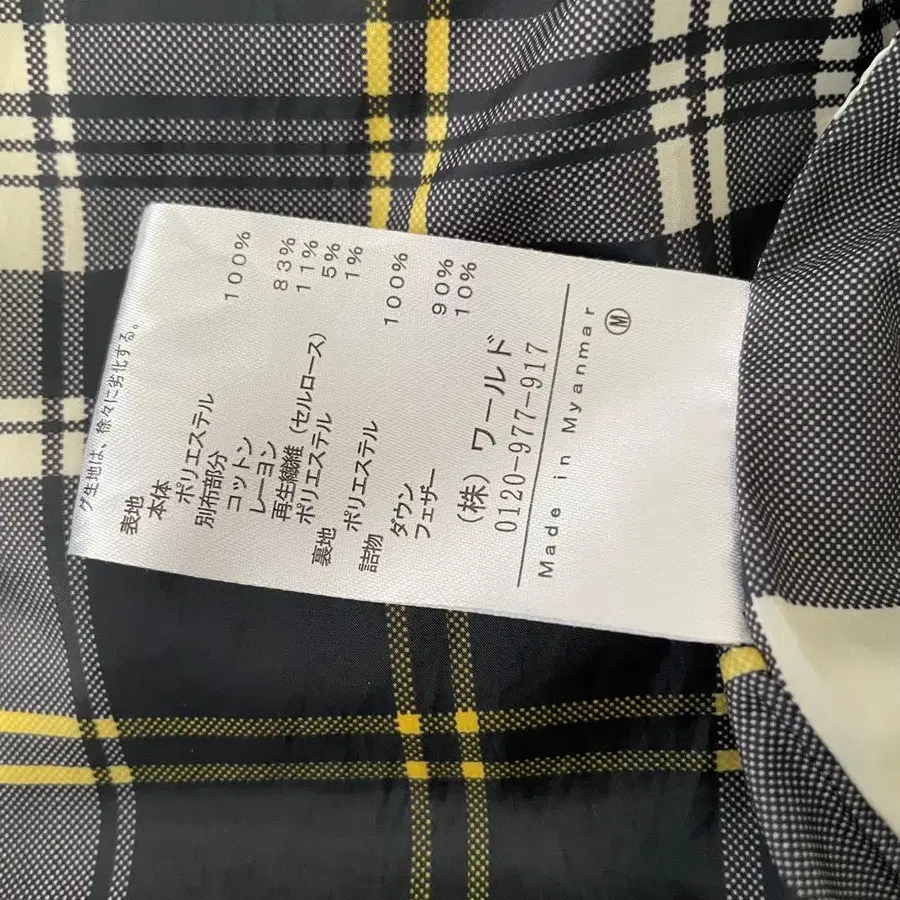 グ生地は、徐々に劣化する。
表地
本体
ポリエステル 100%
別布部分
コットン 83%
レーヨン 11%
再生繊維(セルロース) 5%
ポリエステル 1%
裏地
ポリエステル 100%
詰物
ダウン 90%
フェザー 10%
(株)ワールド
0120-977-917
Made in Myanmar
Ⓜ